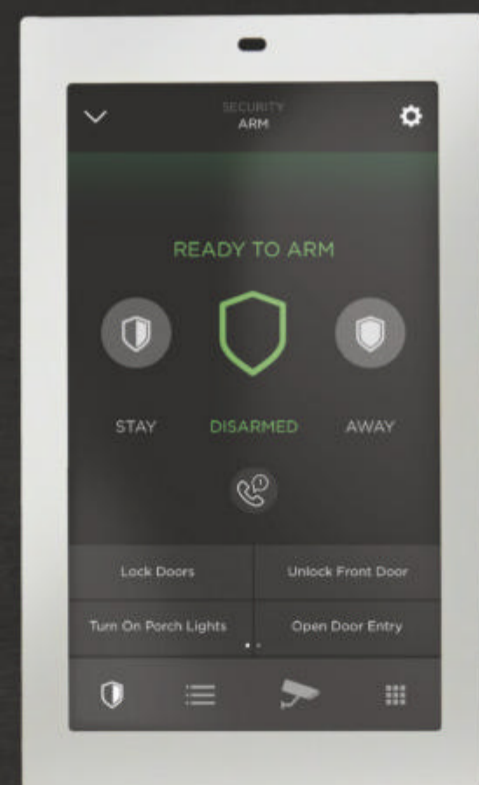 SECURITY
ARM
READY TO ARM
STAY DISARMED AWAY
Lock Doors Unlock Front Door
Turn On Porch Lights Open Door Entry